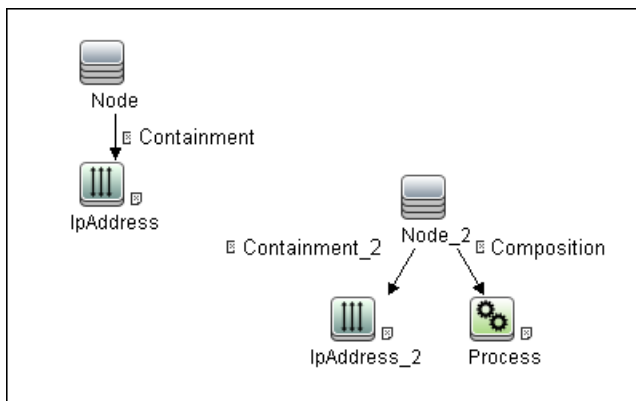 Node
Containment
IpAddress
Node_2
Containment_2
Composition
IpAddress_2
Process